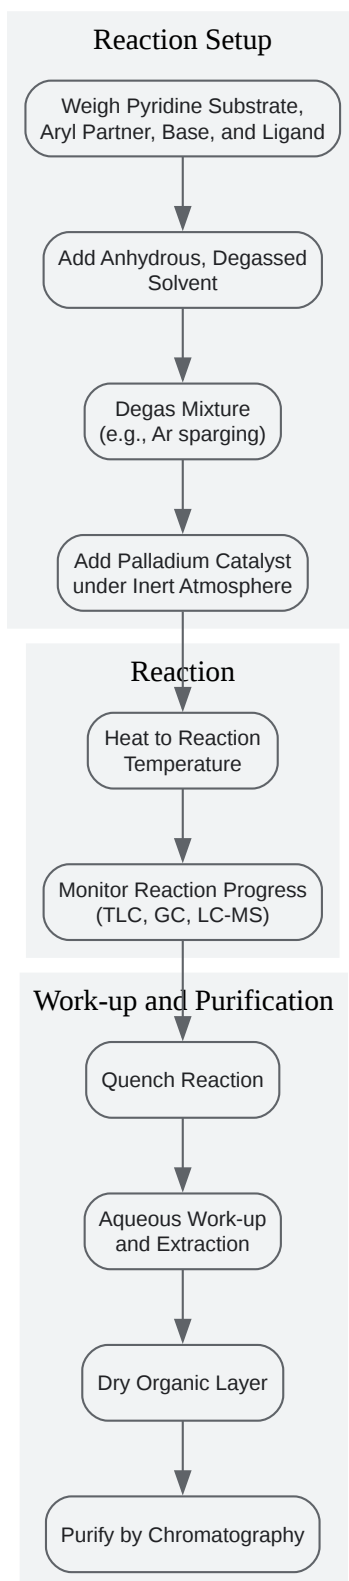 Reaction Setup
Weigh Pyridine Substrate,
Aryl Partner, Base, and Ligand
Add Anhydrous, Degassed
Solvent
Degas Mixture
(e.g., Ar sparging)
Add Palladium Catalyst
under Inert Atmosphere
Reaction
Heat to Reaction
Temperature
Monitor Reaction Progress
(TLC, GC, LC-MS)
Work-up and Purification
Quench Reaction
Aqueous Work-up
and Extraction
Dry Organic Layer
Purify by Chromatography